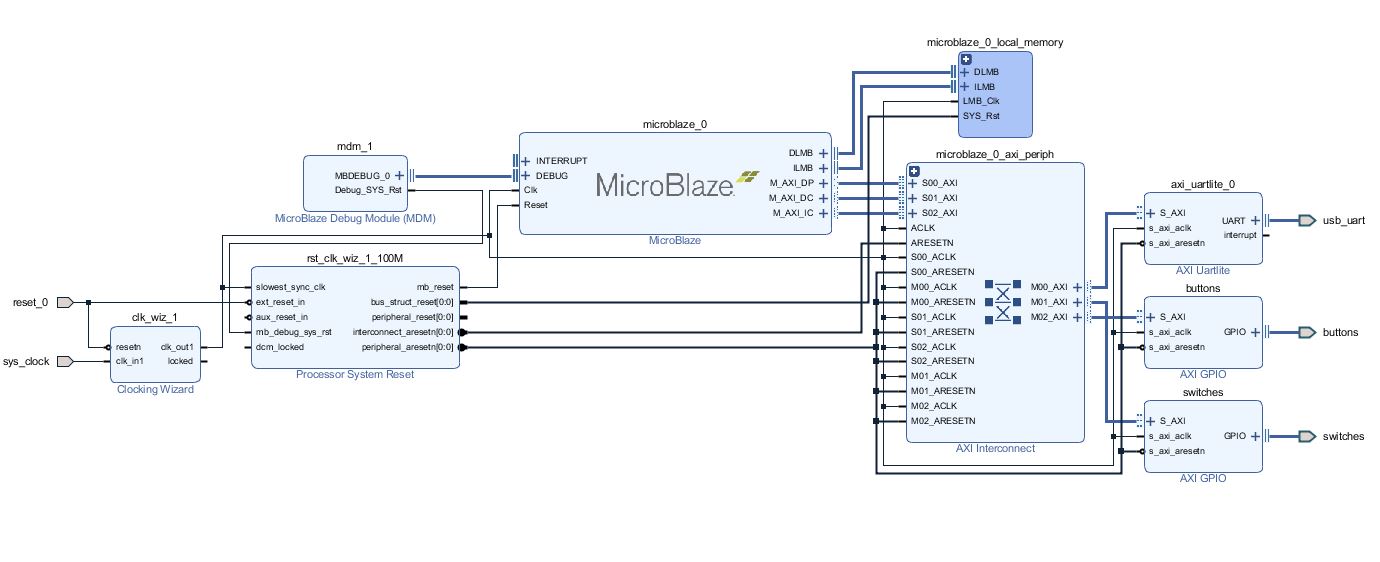 microblaze_0_local_memory
DLMB
ILMB
LMB_Clk
SYS_Rst
microblaze_0
INTERRUPT
DEBUG
Clk
Reset
MicroBlaze
DLMB
ILMB
M_AXI_DP
M_AXI_DC
M_AXI_IC
MicroBlaze
mdm_1
MBDEBUG_0
Debug_SYS_Rst
MicroBlaze Debug Module (MDM)
microblaze_0_axi_periph
S00_AXI
S01_AXI
S02_AXI
ACLK
ARESETN
S00_ACLK
S00_ARESETN
M00_ACLK
M00_ARESETN
S01_ACLK
S01_ARESETN
S02_ACLK
S02_ARESETN
M01_ACLK
M01_ARESETN
M02_ACLK
M02_ARESETN
M00_AXI
M01_AXI
M02_AXI
AXI Interconnect
axi_uartlite_0
S_AXI
s_axi_aclk
s_axi_aresetn
UART
interrupt
AXI Uartlite
usb_uart
buttons
S_AXI
s_axi_aclk
s_axi_aresetn
GPIO
AXI GPIO
buttons
switches
S_AXI
s_axi_aclk
s_axi_aresetn
GPIO
AXI GPIO
switches
rst_clk_wiz_1_100M
slowest_sync_clk
ext_reset_in
aux_reset_in
mb_debug_sys_rst
dcm_locked
mb_reset
bus_struct_reset[0:0]
peripheral_reset[0:0]
interconnect_aresetn[0:0]
peripheral_aresetn[0:0]
Processor System Reset
reset_0
sys_clock
clk_wiz_1
resetn
clk_in1
clk_out1
locked
Clocking Wizard